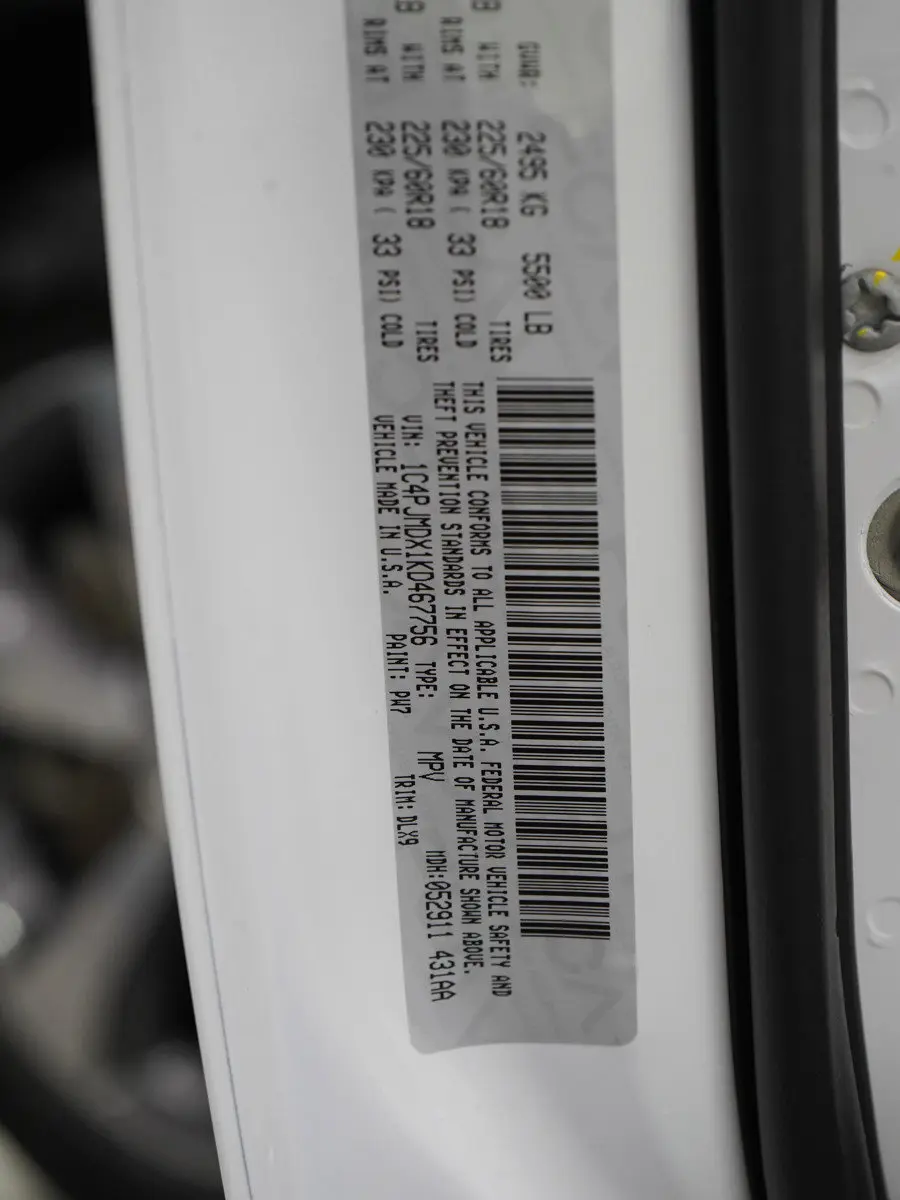 GVWR: 2495 KG 5500 LB
WITH 225/60R18 TIRES
RIMS AT 230 KPA ( 33 PSI) COLD
WITH 225/60R18 TIRES
RIMS AT 230 KPA ( 33 PSI) COLD
THIS VEHICLE CONFORMS TO ALL APPLICABLE U.S.A. FEDERAL MOTOR VEHICLE SAFETY AND
THEFT PREVENTION STANDARDS IN EFFECT ON THE DATE OF MANUFACTURE SHOWN ABOVE.
VIN: 1C4PJMDX1KD467756 TYPE: MPV MDH:052911 431AA
VEHICLE MADE IN U.S.A. PAINT: PW7 TRIM: DLX9